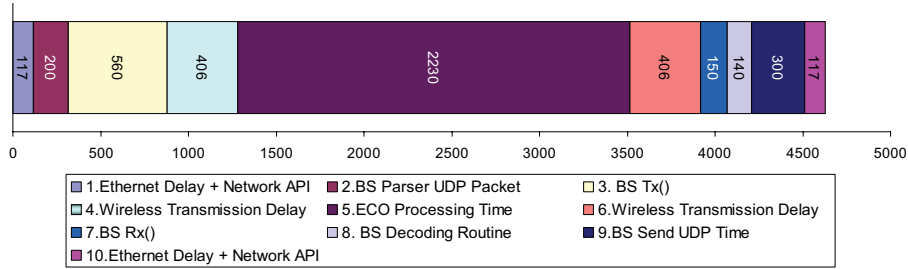 117 200 560 406 2230 406 150 140 300 117
0 500 1000 1500 2000 2500 3000 3500 4000 4500 5000
1.Ethernet Delay + Network API 2.BS Parser UDP Packet 3. BS Tx()
4.Wireless Transmission Delay 5.ECO Processing Time 6.Wireless Transmission Delay
7.BS Rx() 8. BS Decoding Routine 9.BS Send UDP Time
10.Ethernet Delay + Network API